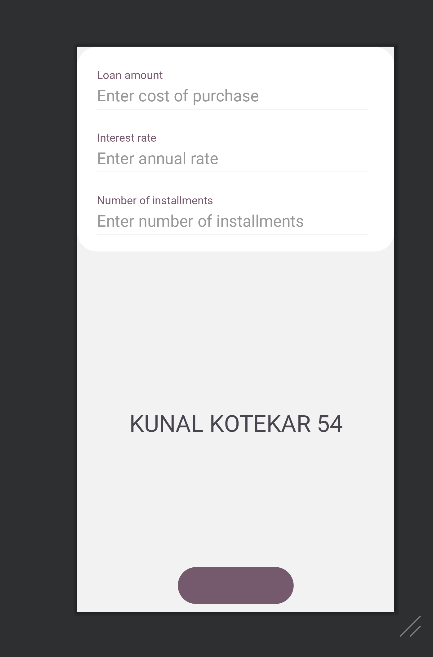 Loan amount
Enter cost of purchase
Interest rate
Enter annual rate
Number of installments
Enter number of installments
KUNAL KOTEKAR 54